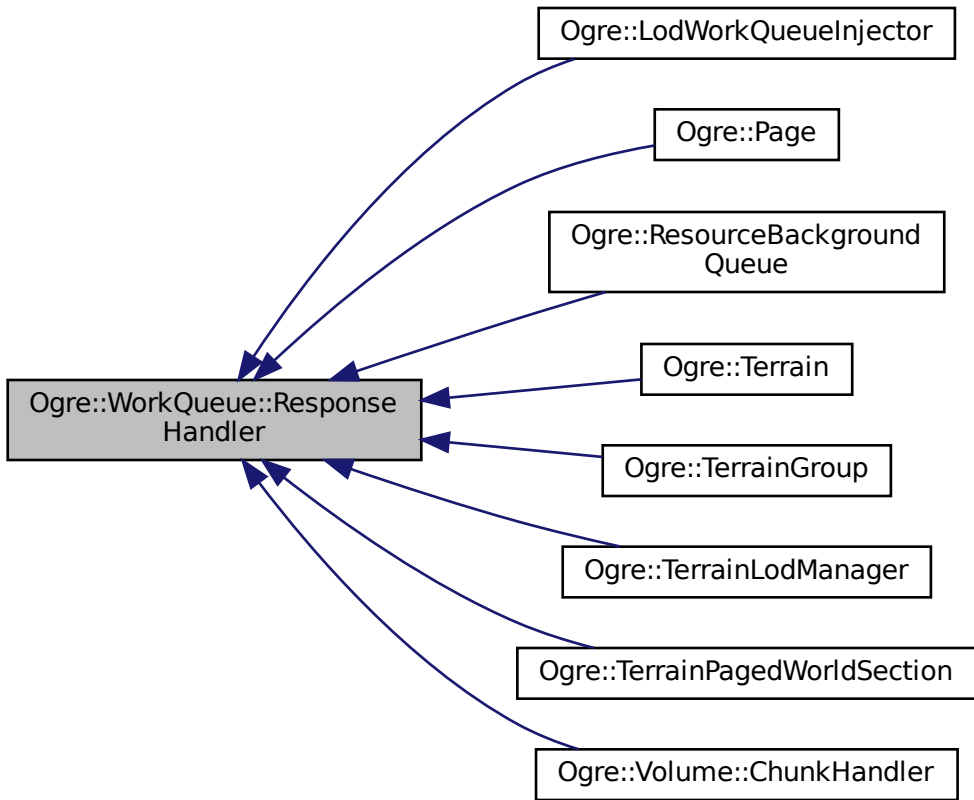 Ogre::LodWorkQueueInjector
Ogre::Page
Ogre::ResourceBackground
Queue
Ogre::Terrain
Ogre::WorkQueue::Response
Handler
Ogre::TerrainGroup
Ogre::TerrainLodManager
Ogre::TerrainPagedWorldSection
Ogre::Volume::ChunkHandler